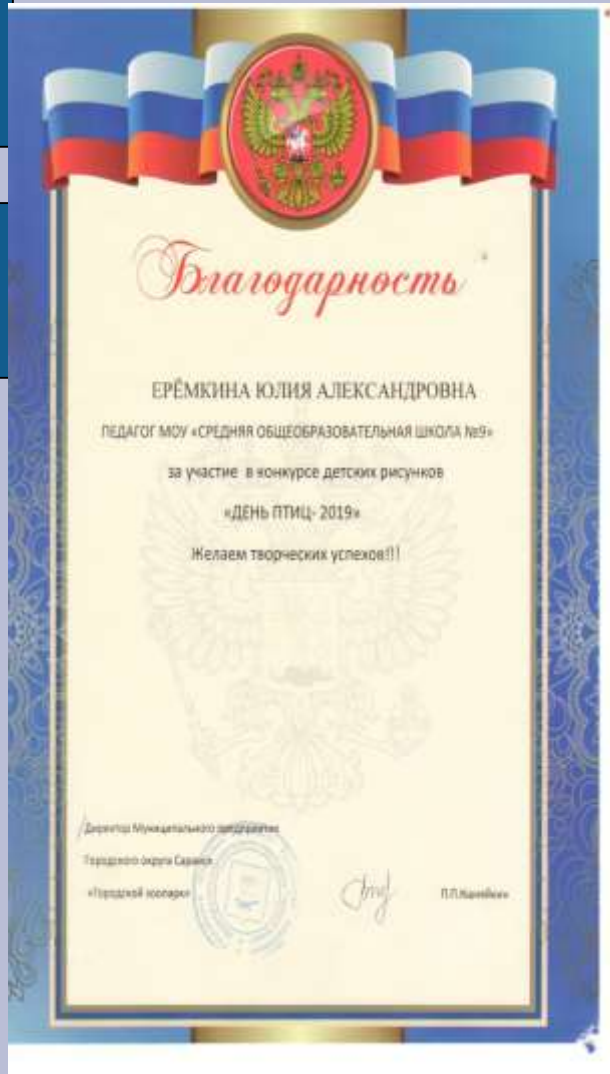 Благодарность
ЕРЁМКИНА ЮЛИЯ АЛЕКСАНДРОВНА
ПЕДАГОГ МОУ «СРЕДНЯЯ ОБЩЕОБРАЗОВАТЕЛЬНАЯ ШКОЛА №9»
за участие в конкурсе детских рисунков
«ДЕНЬ ПТИЦ- 2019»
Желаем творческих успехов!!!
Директор Муниципального предприятия
Городского округа Саранск
«Городской зоопарк»
П.П.